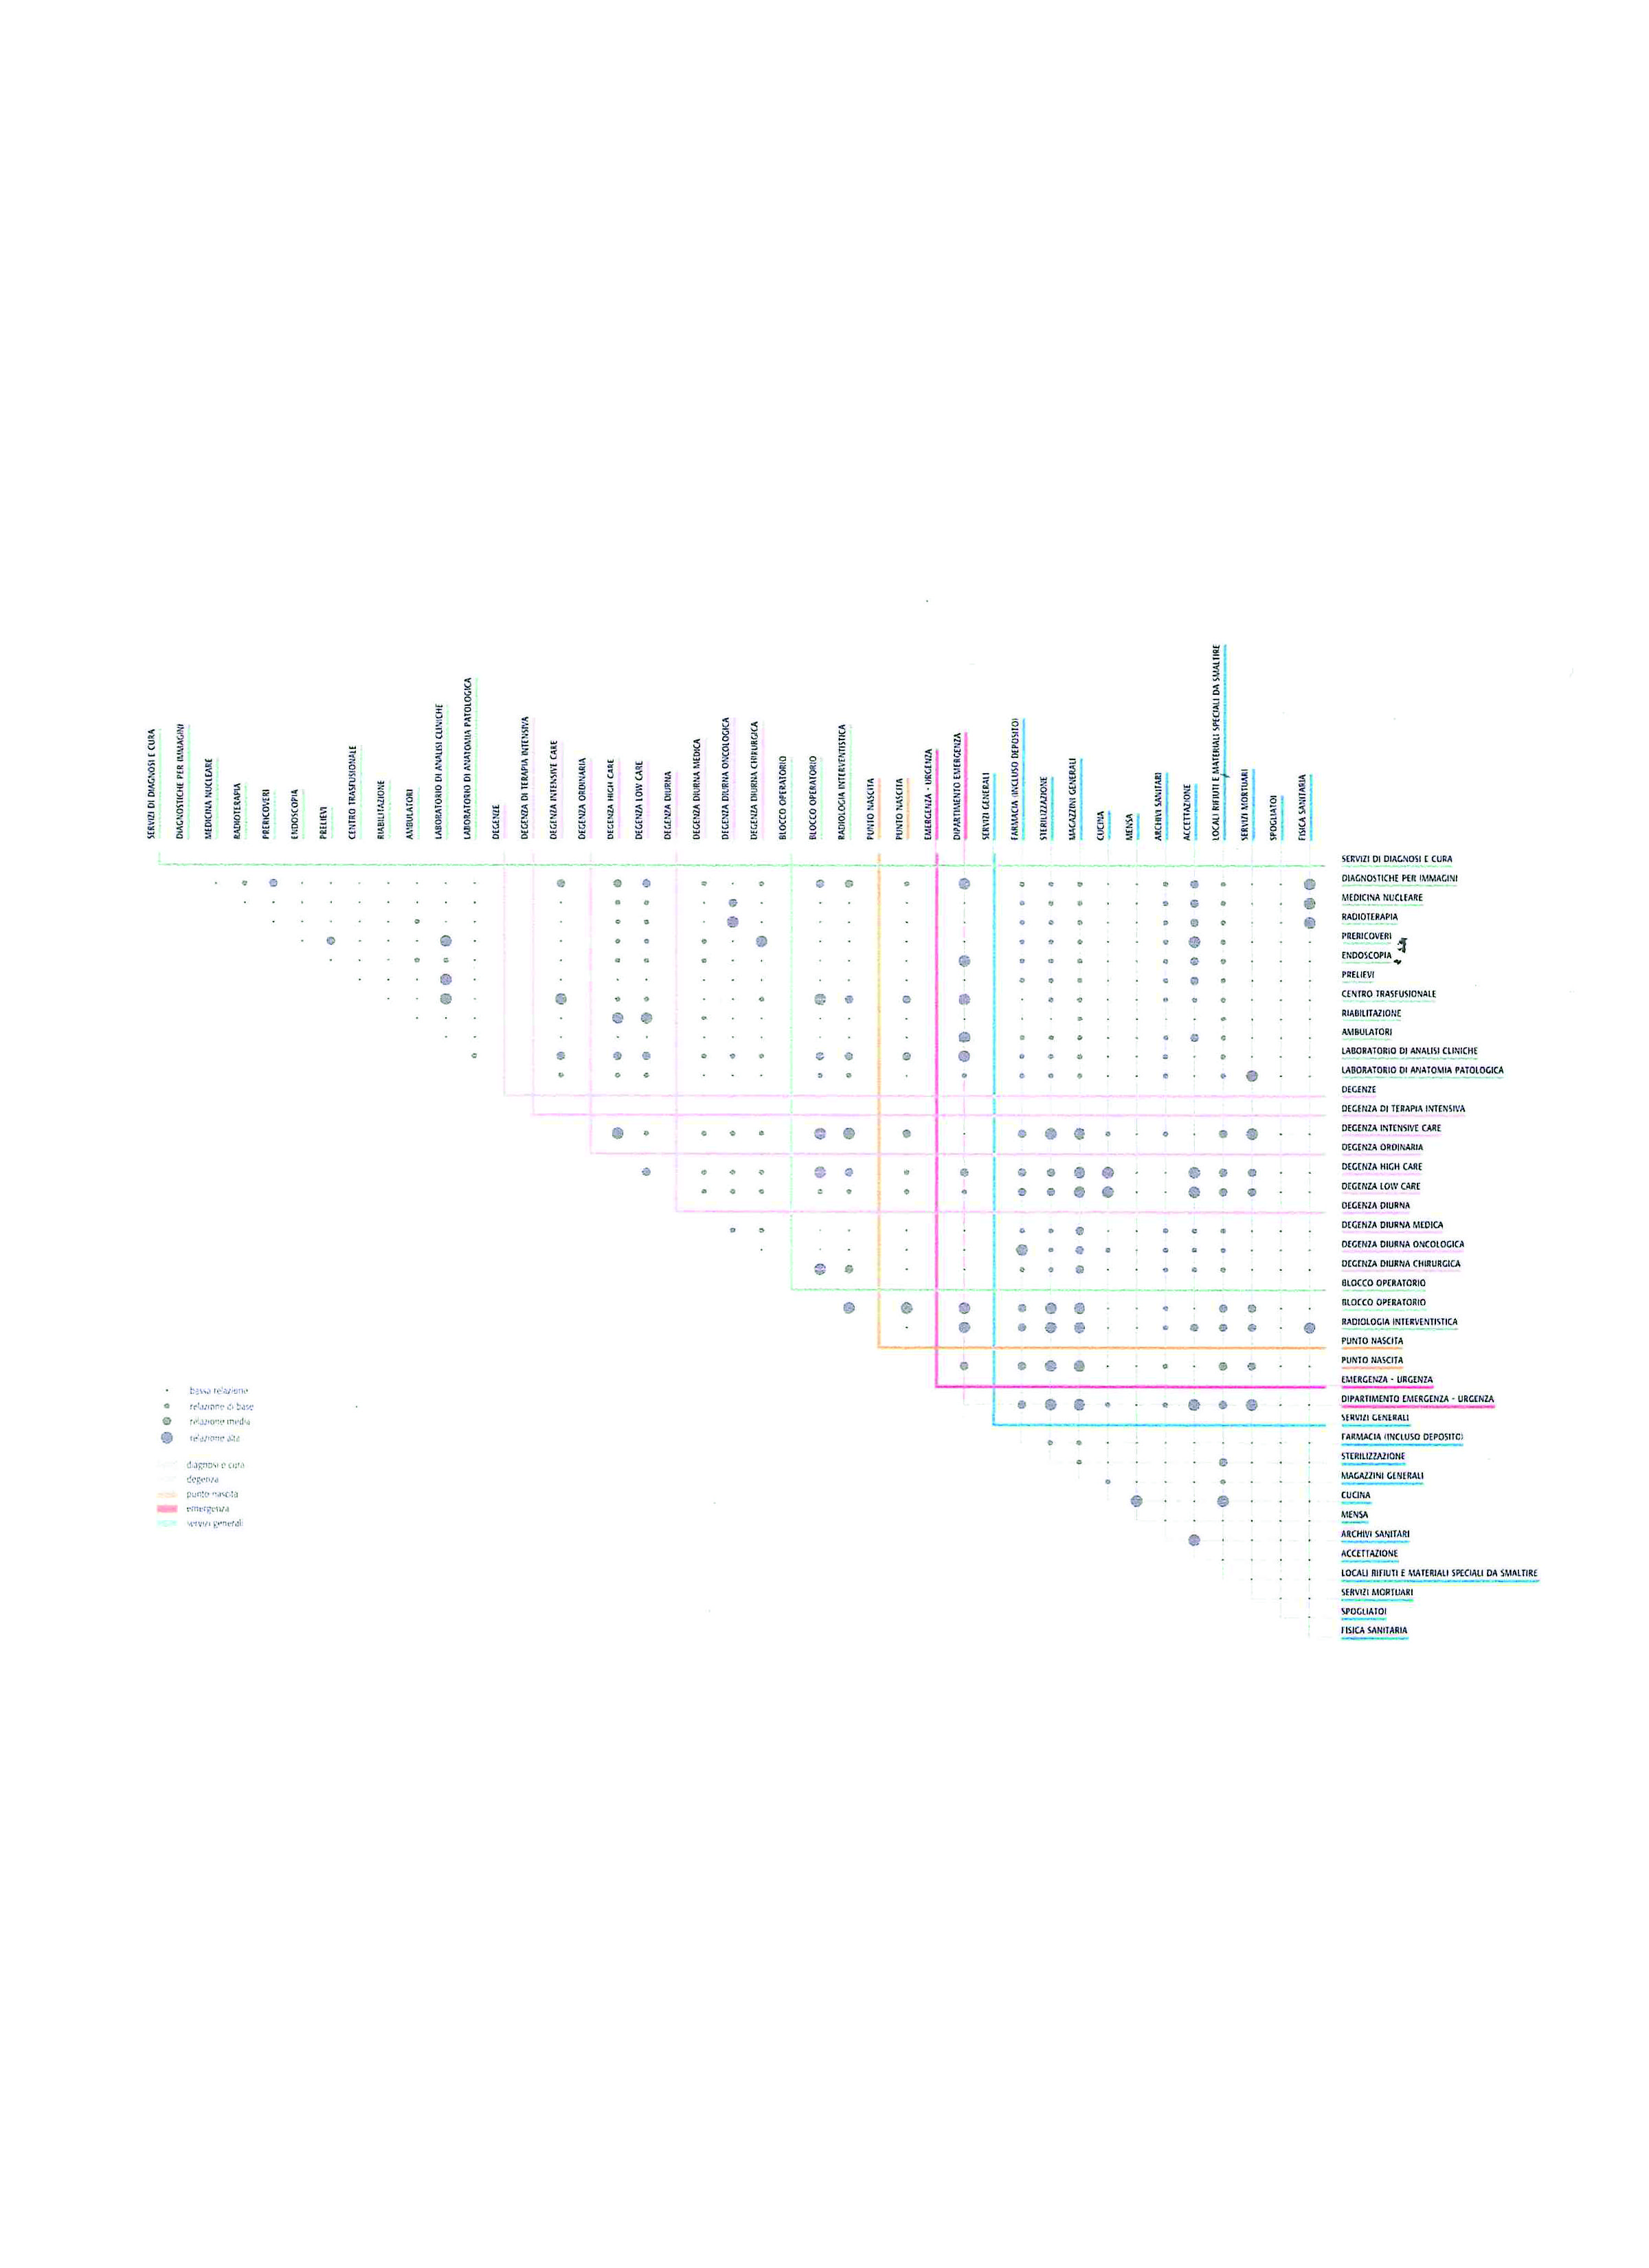 SERVIZI DI DIAGNOSI E CURA
DIAGNOSTICHE PER IMMAGINI
MEDICINA NUCLEARE
RADIOTERAPIA
PRERICOVERI
ENDOSCOPIA
PRELIEVI
CENTRO TRASFUSIONALE
RIABILITAZIONE
AMBULATORI
LABORATORIO DI ANALISI CLINICHE
LABORATORIO DI ANATOMIA PATOLOGICA
DEGENZE
DEGENZA DI TERAPIA INTENSIVA
DEGENZA INTENSIVE CARE
DEGENZA ORDINARIA
DEGENZA HIGH CARE
DEGENZA LOW CARE
DEGENZA DIURNA
DEGENZA DIURNA MEDICA
DEGENZA DIURNA ONCOLOGICA
DEGENZA DIURNA CHIRURGICA
BLOCCO OPERATORIO
BLOCCO OPERATORIO
RADIOLOGIA INTERVENTISTICA
PUNTO NASCITA
PUNTO NASCITA
EMERGENZA - URGENZA
DIPARTIMENTO EMERGENZA
SERVIZI GENERALI
FARMACIA (INCLUSO DEPOSITO)
STERILIZZAZIONE
MAGAZZINI GENERALI
CUCINA
MENSA
ARCHIVI SANITARI
ACCETTAZIONE
LOCALI RIFIUTI E MATERIALI SPECIALI DA SMALTIRE
SERVIZI MORTUARI
SPOGLIATOI
FISICA SANITARIA
SERVIZI DI DIAGNOSI E CURA
DIAGNOSTICHE PER IMMAGINI
MEDICINA NUCLEARE
RADIOTERAPIA
PRERICOVERI
ENDOSCOPIA
PRELIEVI
CENTRO TRASFUSIONALE
RIABILITAZIONE
AMBULATORI
LABORATORIO DI ANALISI CLINICHE
LABORATORIO DI ANATOMIA PATOLOGICA
DEGENZE
DEGENZA DI TERAPIA INTENSIVA
DEGENZA INTENSIVE CARE
DEGENZA ORDINARIA
DEGENZA HIGH CARE
DEGENZA LOW CARE
DEGENZA DIURNA
DEGENZA DIURNA MEDICA
DEGENZA DIURNA ONCOLOGICA
DEGENZA DIURNA CHIRURGICA
BLOCCO OPERATORIO
BLOCCO OPERATORIO
RADIOLOGIA INTERVENTISTICA
PUNTO NASCITA
PUNTO NASCITA
EMERGENZA - URGENZA
DIPARTIMENTO EMERGENZA - URGENZA
SERVIZI GENERALI
FARMACIA (INCLUSO DEPOSITO)
STERILIZZAZIONE
MAGAZZINI GENERALI
CUCINA
MENSA
ARCHIVI SANITARI
ACCETTAZIONE
LOCALI RIFIUTI E MATERIALI SPECIALI DA SMALTIRE
SERVIZI MORTUARI
SPOGLIATOI
FISICA SANITARIA
bassa relazione
relazione di base
relazione media
relazione alta
diagnosi e cura
degenza
punto nascita
emergenza
servizi generali